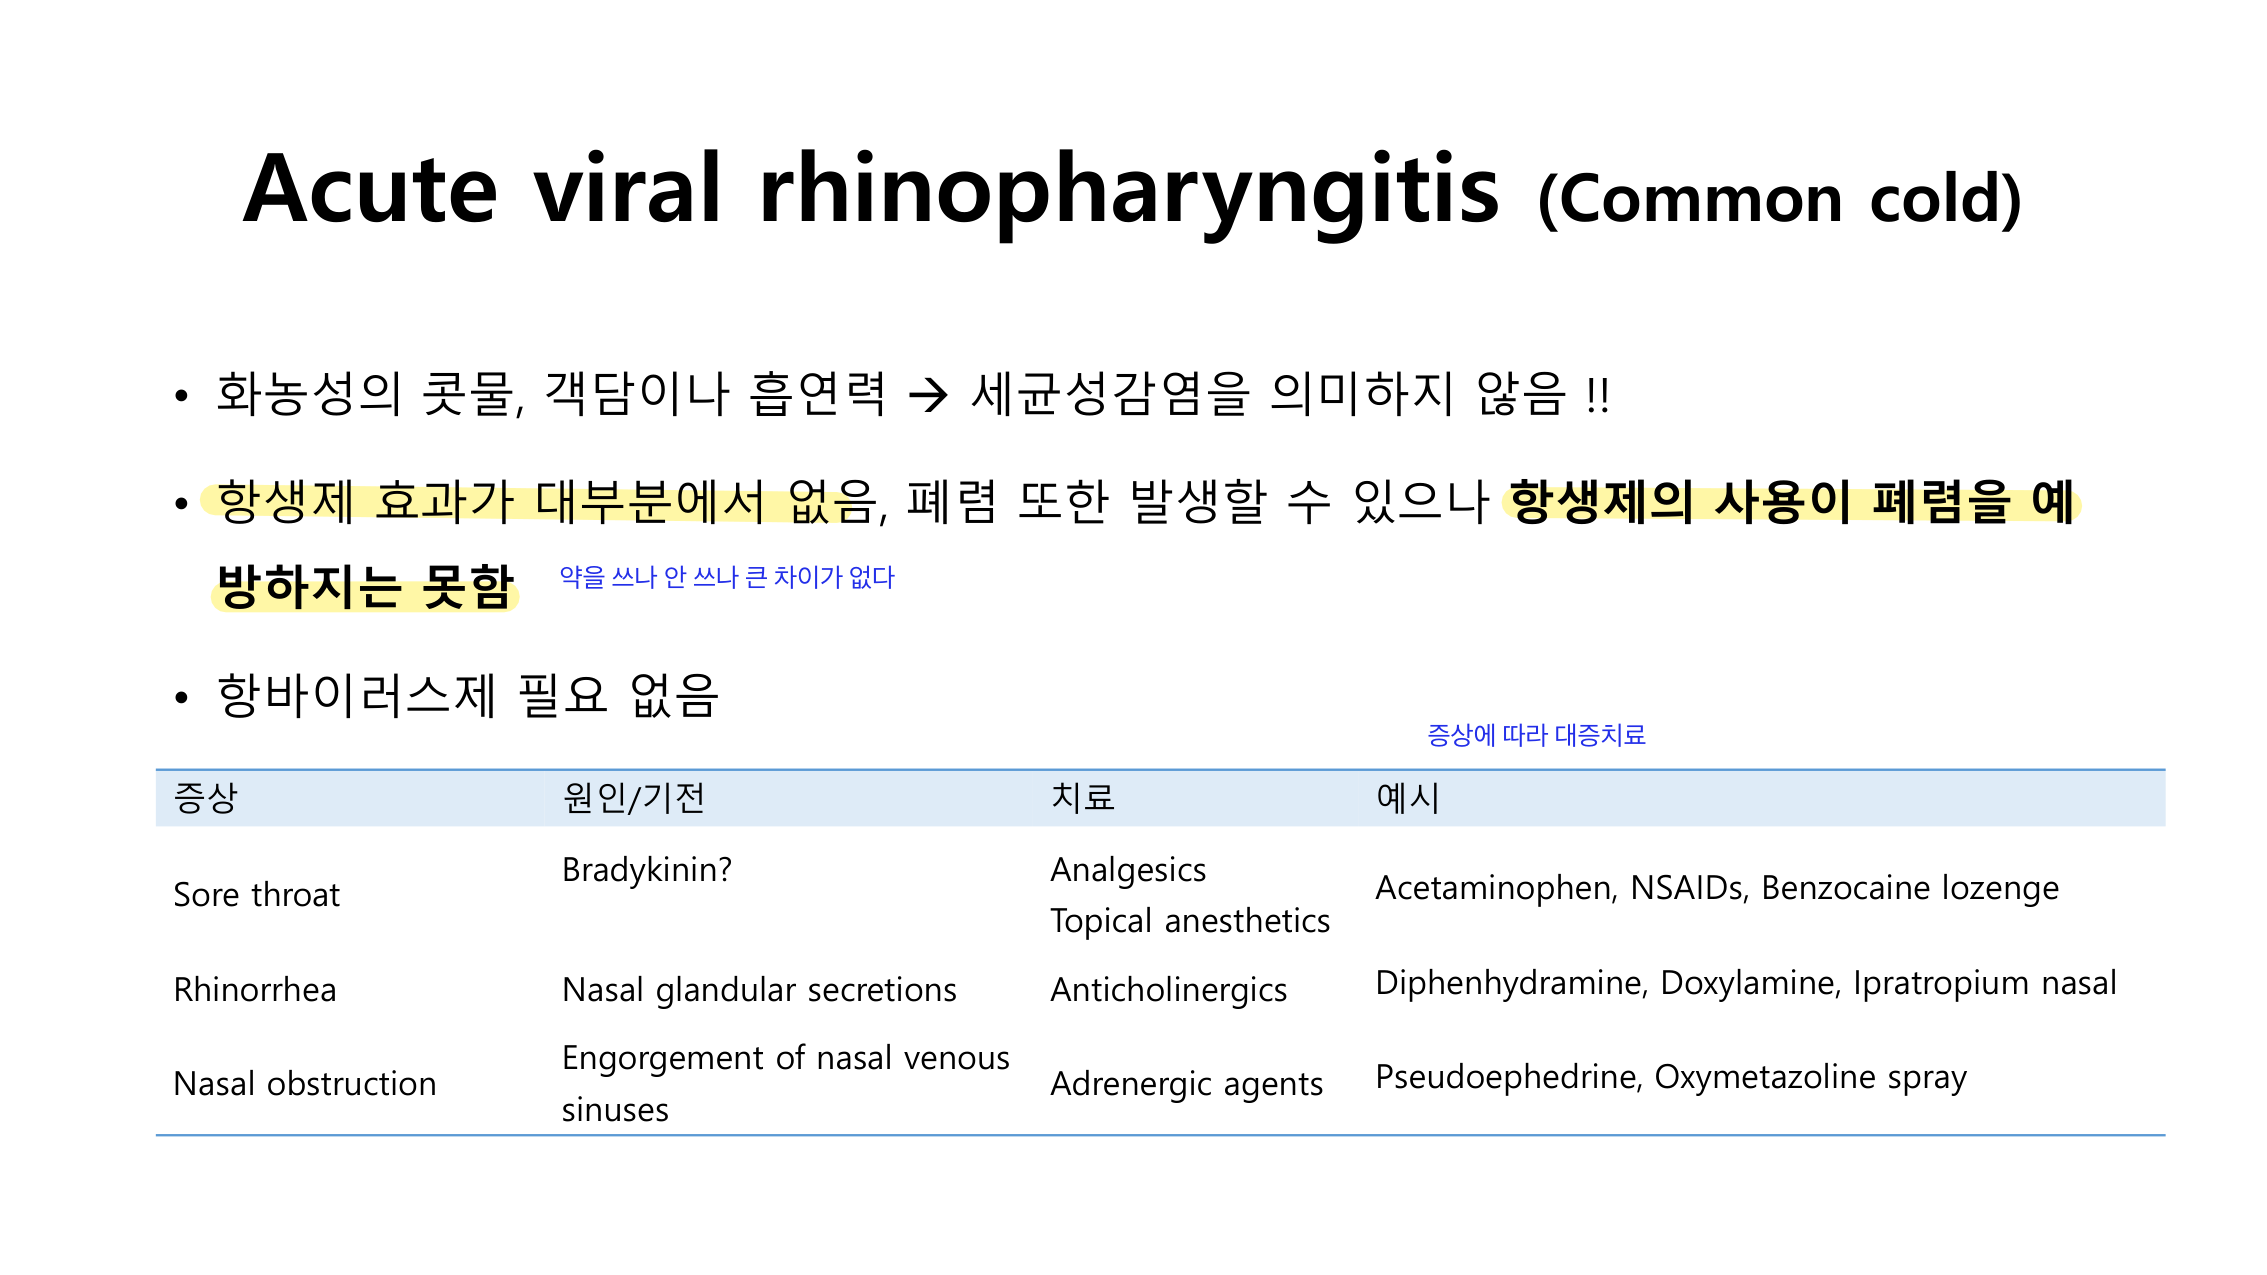 Acute viral rhinopharyngitis (Common cold)
• 화농성의 콧물, 객담이나 흡연력 → 세균성감염을 의미하지 않음 !!
• 항생제 효과가 대부분에서 없음, 폐렴 또한 발생할 수 있으나 항생제의 사용이 폐렴을 예
방하지는 못함 약을 쓰나 안 쓰나 큰 차이가 없다
• 항바이러스제 필요 없음
증상에 따라 대증치료
증상 원인/기전 치료 예시
Sore throat Bradykinin? Analgesics Acetaminophen, NSAIDs, Benzocaine lozenge
Topical anesthetics
Rhinorrhea Nasal glandular secretions Anticholinergics Diphenhydramine, Doxylamine, Ipratropium nasal
Nasal obstruction Engorgement of nasal venous Adrenergic agents Pseudoephedrine, Oxymetazoline spray
sinuses